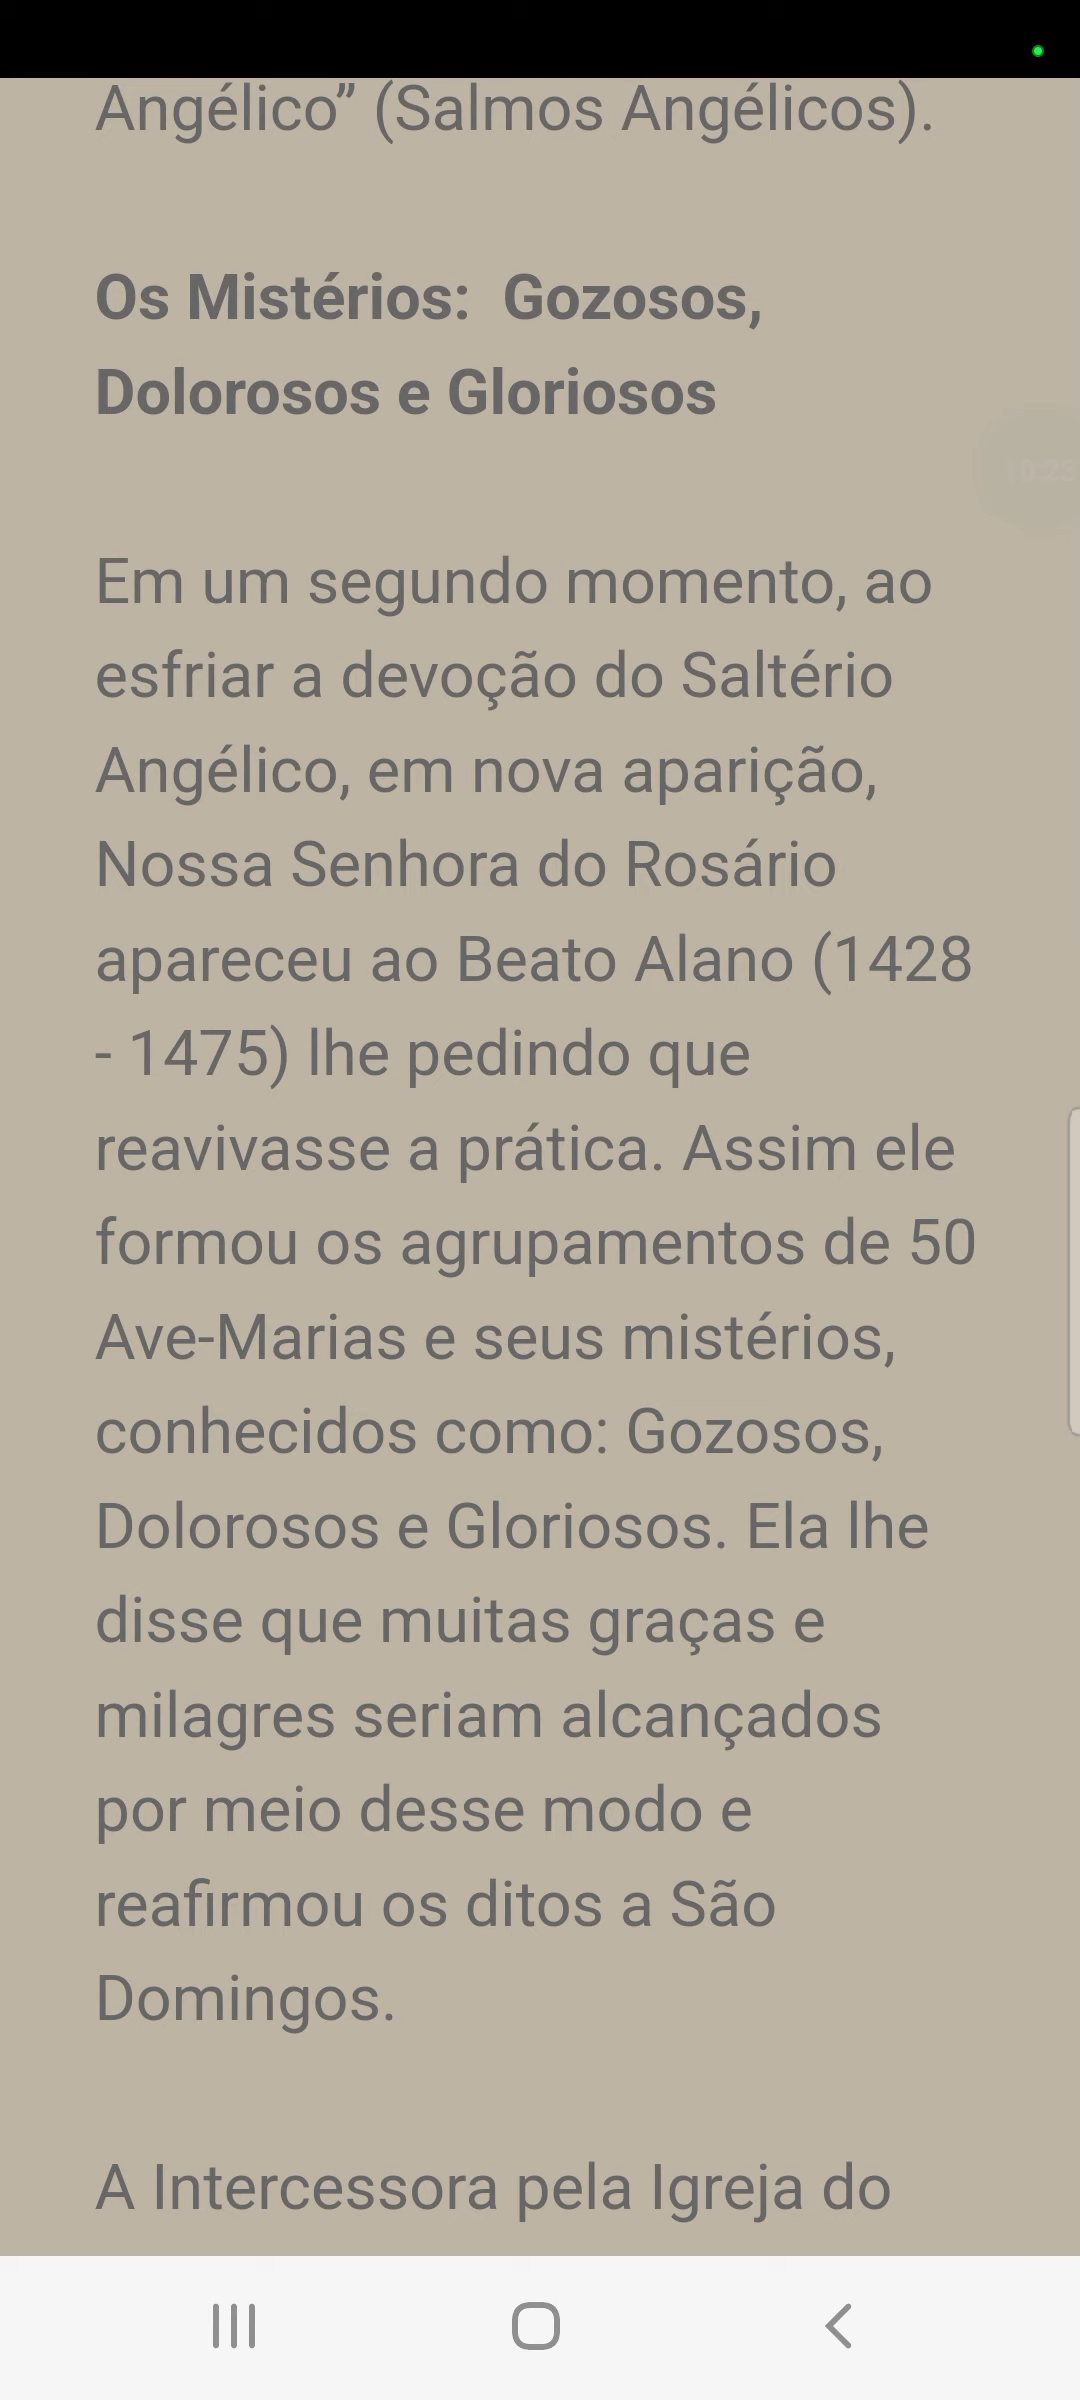 Angélico” (Salmos Angélicos).
Os Mistérios:  Gozosos,
Dolorosos e Gloriosos
10:23
Em um segundo momento, ao
esfriar a devoção do Saltério
Angélico, em nova aparição,
Nossa Senhora do Rosário
apareceu ao Beato Alano (1428
- 1475) lhe pedindo que
reavivasse a prática. Assim ele
formou os agrupamentos de 50
Ave-Marias e seus mistérios,
conhecidos como: Gozosos,
Dolorosos e Gloriosos. Ela lhe
disse que muitas graças e
milagres seriam alcançados
por meio desse modo e
reafirmou os ditos a São
Domingos.
A Intercessora pela Igreja do